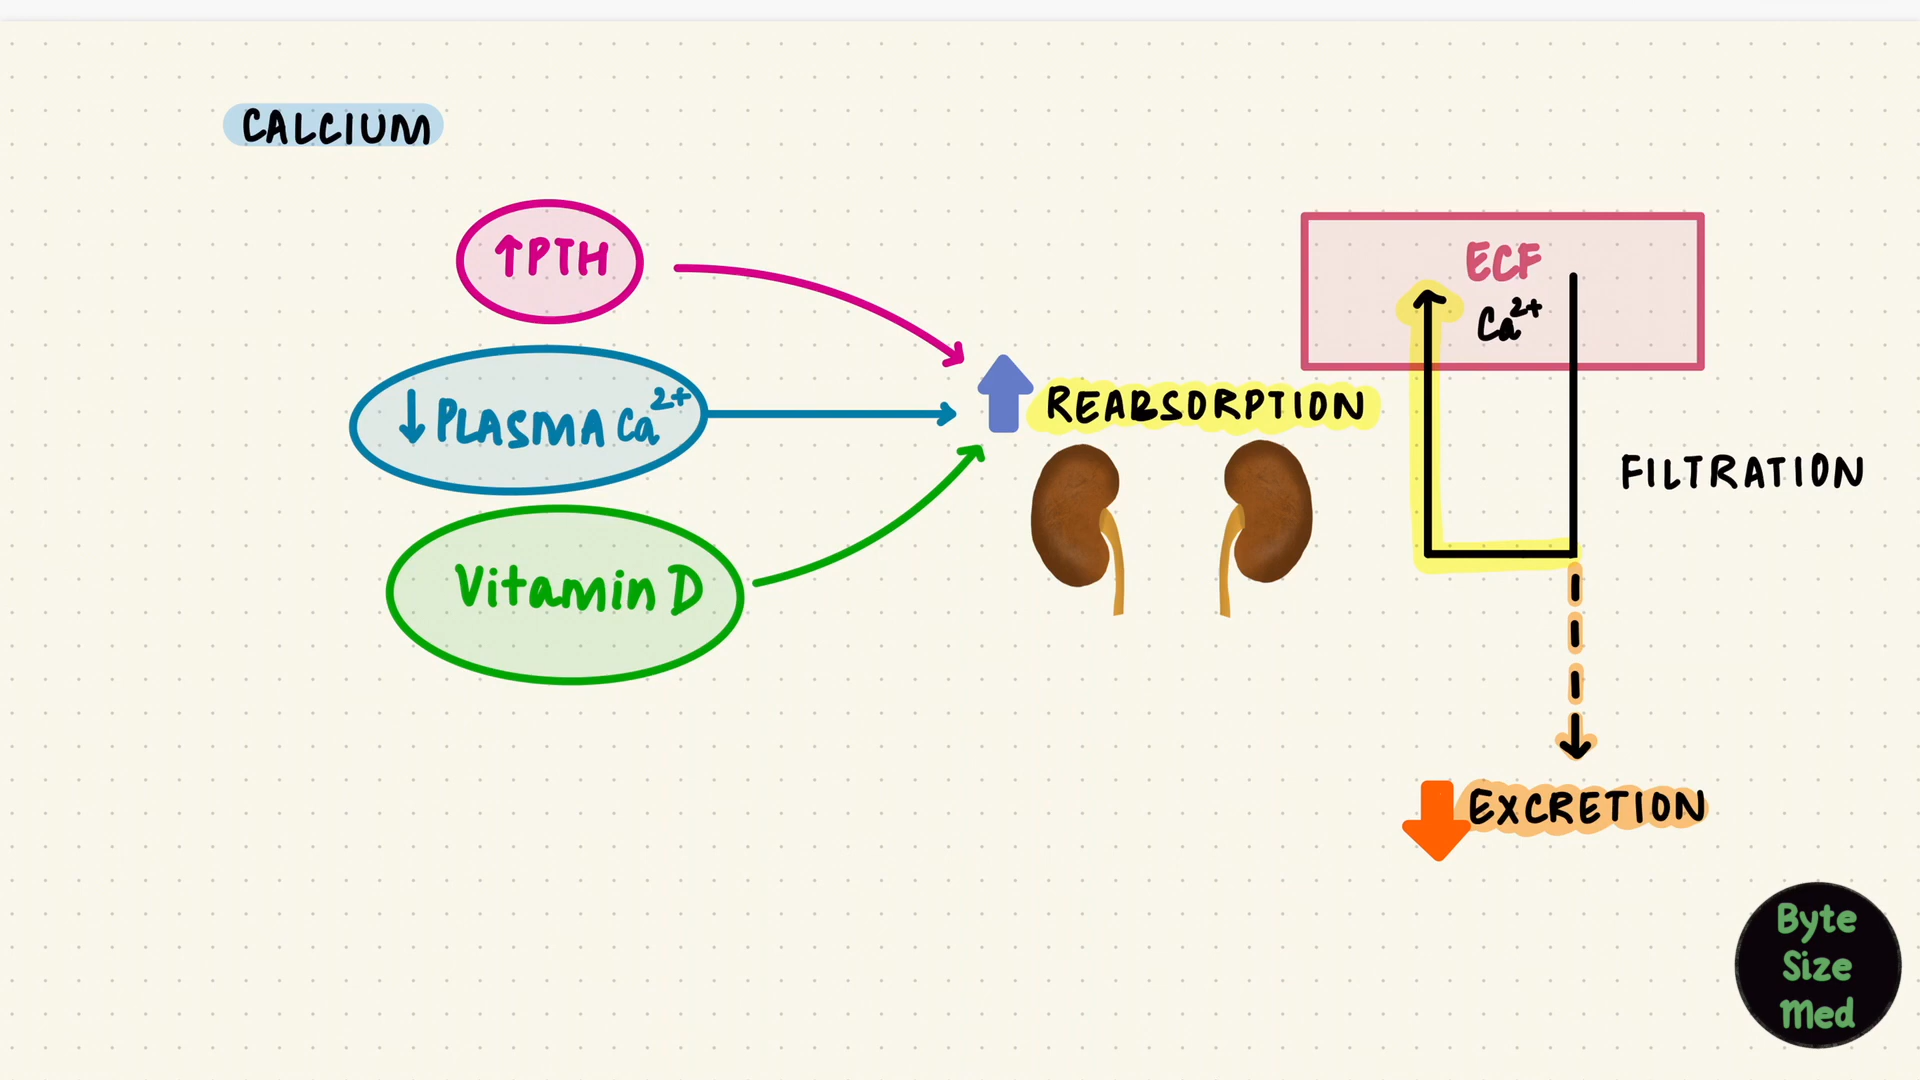 CALCIUM
↑PTH
↓ PLASMA Ca²⁺
Vitamin D
REABSORPTION
ECF
Ca²⁺
FILTRATION
EXCRETION
Byte
Size
Med